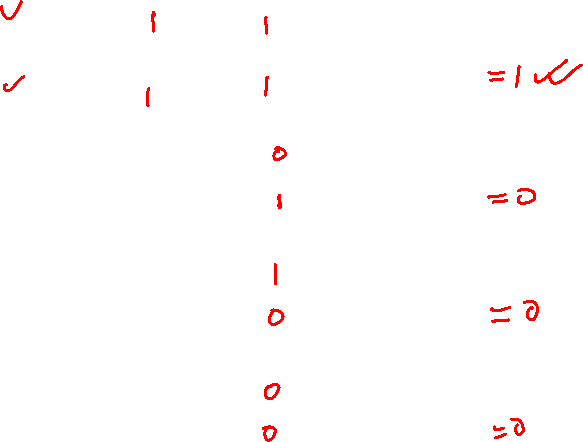 ✓ 1 1
✓ 1 1 = 1 ✓✓
0
1 = 0
1
0 = 0
0
0 = 0